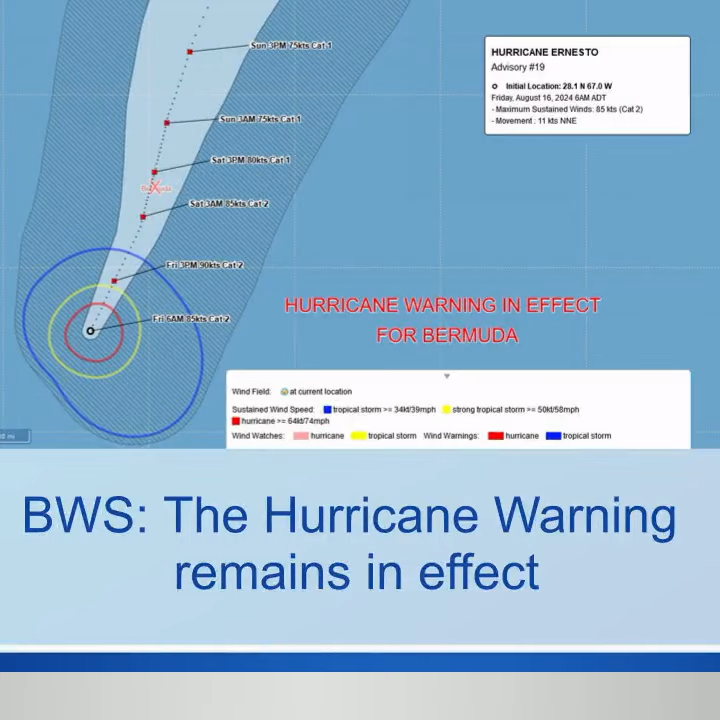 Sun 3PM 75kts Cat 1
HURRICANE ERNESTO
Advisory #19
Initial Location: 28.1 N 67.0 W
Friday, August 16, 2024 6AM ADT
- Maximum Sustained Winds: 85 kts (Cat 2)
- Movement : 11 kts NNE
Sun 3AM 75kts Cat 1
Sat 3PM 80kts Cat 1
Bermuda
Sat 3AM 85kts Cat 2
Fri 3PM 90kts Cat 2
Fri 6AM 85kts Cat 2
HURRICANE WARNING IN EFFECT
FOR BERMUDA
Wind Field: at current location
Sustained Wind Speed: tropical storm >= 34kt/39mph strong tropical storm >= 50kt/58mph
hurricane >= 64kt/74mph
Wind Watches: hurricane tropical storm Wind Warnings: hurricane tropical storm
BWS: The Hurricane Warning
remains in effect